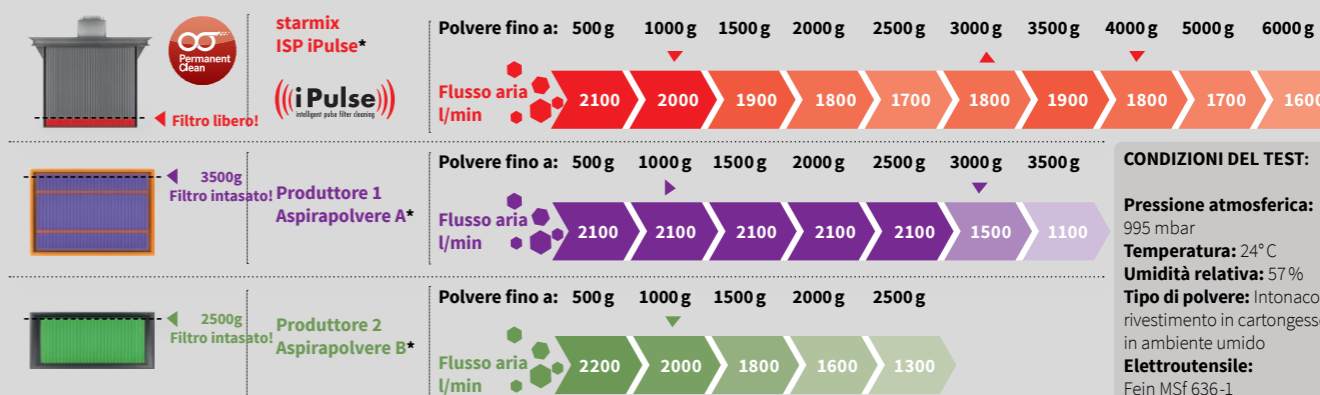 starmix
ISP iPulse*
Permanent
Clean
((iPulse))
intelligent pulse filter cleaning
Filtro libero!
Polvere fino a: 500 g 1000 g 1500 g 2000 g 2500 g 3000 g 3500 g 4000 g 5000 g 6000 g
Flusso aria
l/min
2100 2000 1900 1800 1700 1800 1900 1800 1700 1600
3500g
Filtro intasato!
Produttore 1
Aspirapolvere A*
Polvere fino a: 500 g 1000 g 1500 g 2000 g 2500 g 3000 g 3500 g
Flusso aria
l/min
2100 2100 2100 2100 2100 1500 1100
2500g
Filtro intasato!
Produttore 2
Aspirapolvere B*
Polvere fino a: 500 g 1000 g 1500 g 2000 g 2500 g
Flusso aria
l/min
2200 2000 1800 1600 1300
CONDIZIONI DEL TEST:
Pressione atmosferica:
995 mbar
Temperatura: 24° C
Umidità relativa: 57 %
Tipo di polvere: Intonaco
rivestimento in cartongesso
in ambiente umido
Elettroutensile:
Fein MSf 636-1